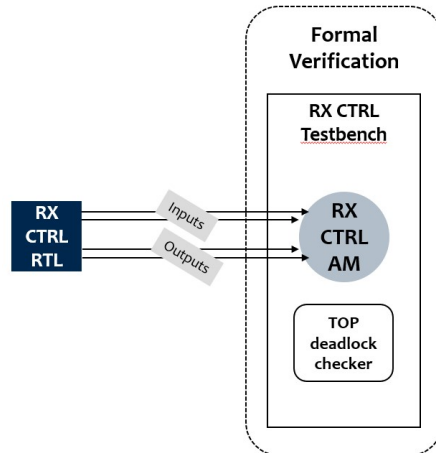 Formal
Verification
RX CTRL
Testbench
RX
CTRL
RTL
Inputs
Outputs
RX
CTRL
AM
TOP
deadlock
checker